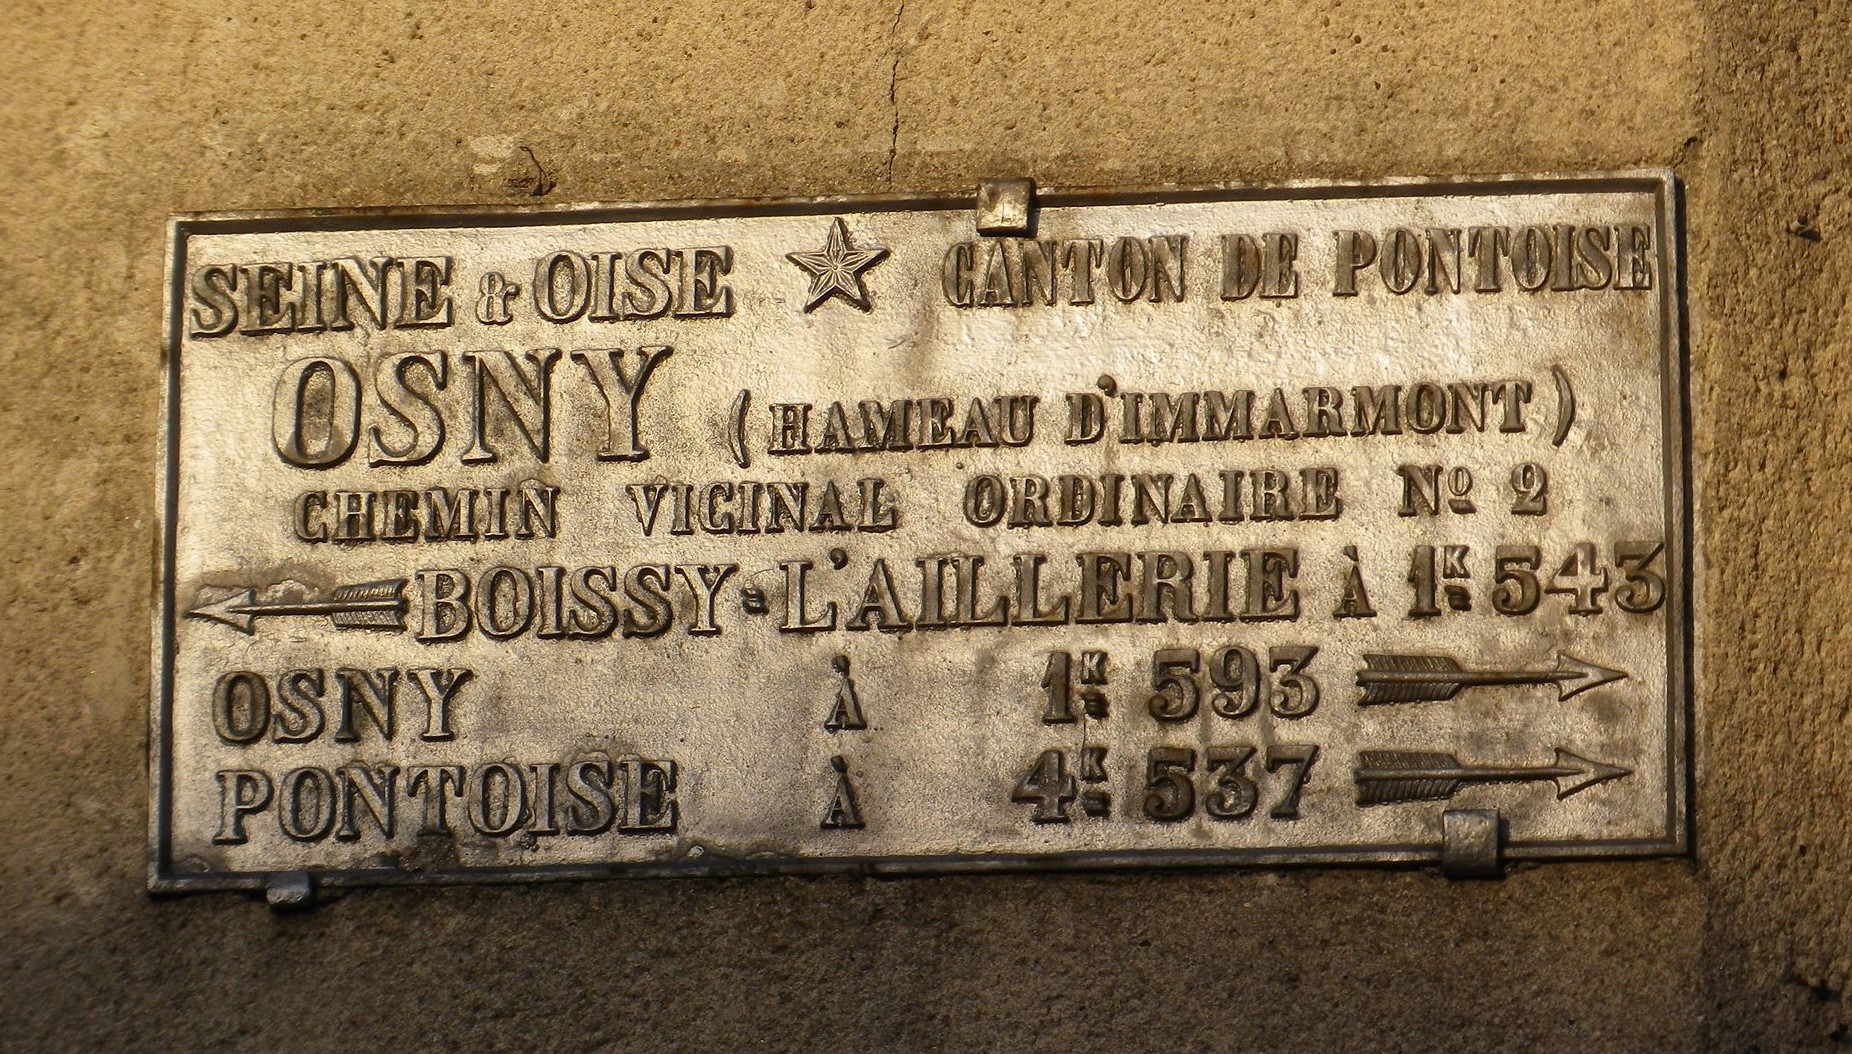 SEINE & OISE ★ CANTON DE PONTOISE
OSNY (HAMEAU D'IMMARMONT)
CHEMIN VICINAL ORDINAIRE Nº 2
BOISSY-L'AILLERIE À 1K 543
OSNY À 1K 593
PONTOISE À 4K 537